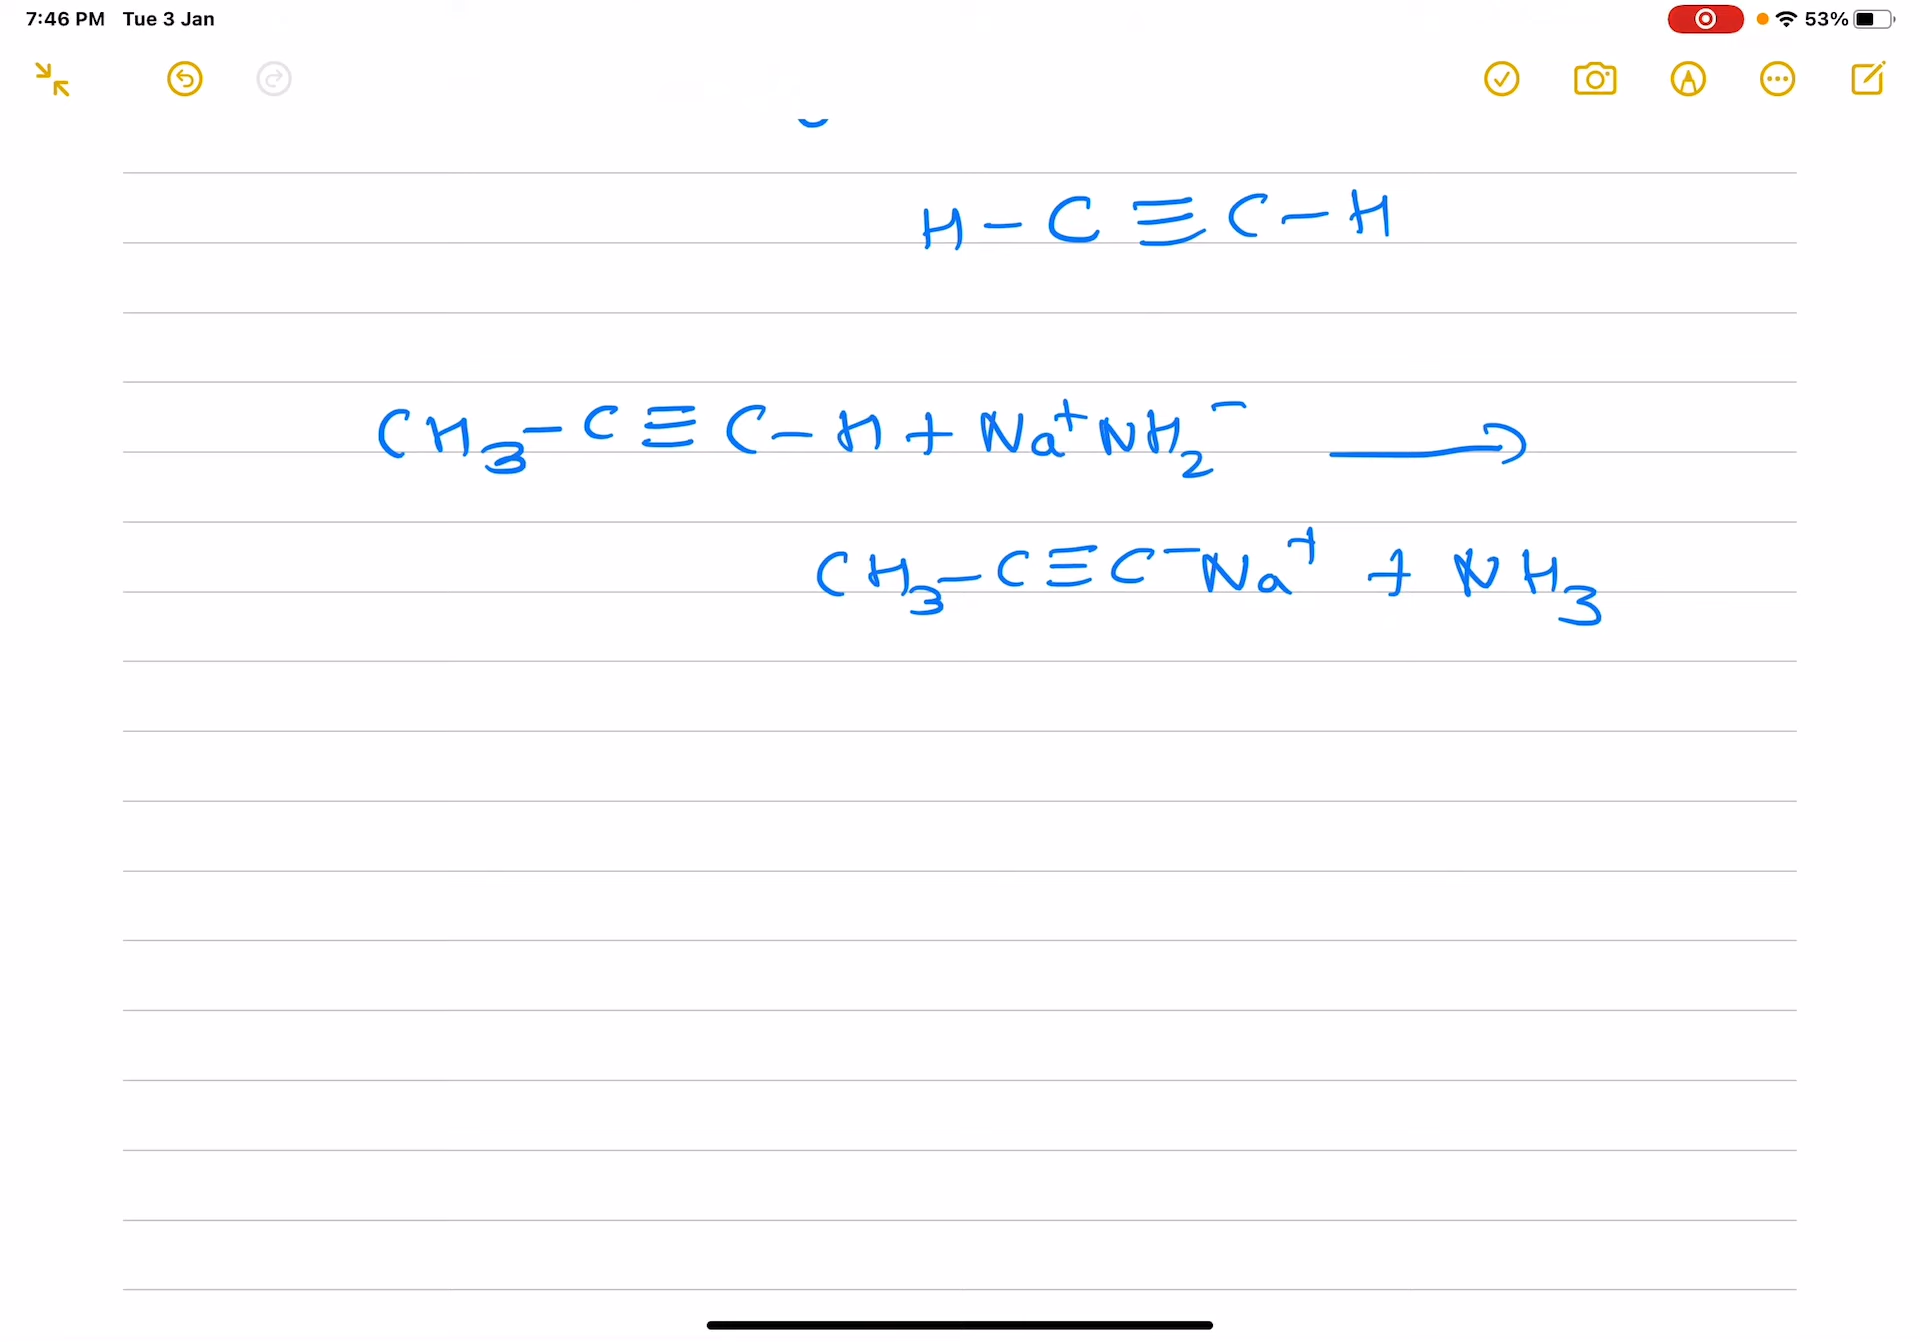 7:46 PM Tue 3 Jan 53%
H-C≡C-H
CH₃-C≡C-H + Na⁺NH₂⁻ ⟶
CH₃-C≡C⁻Na⁺ + NH₃